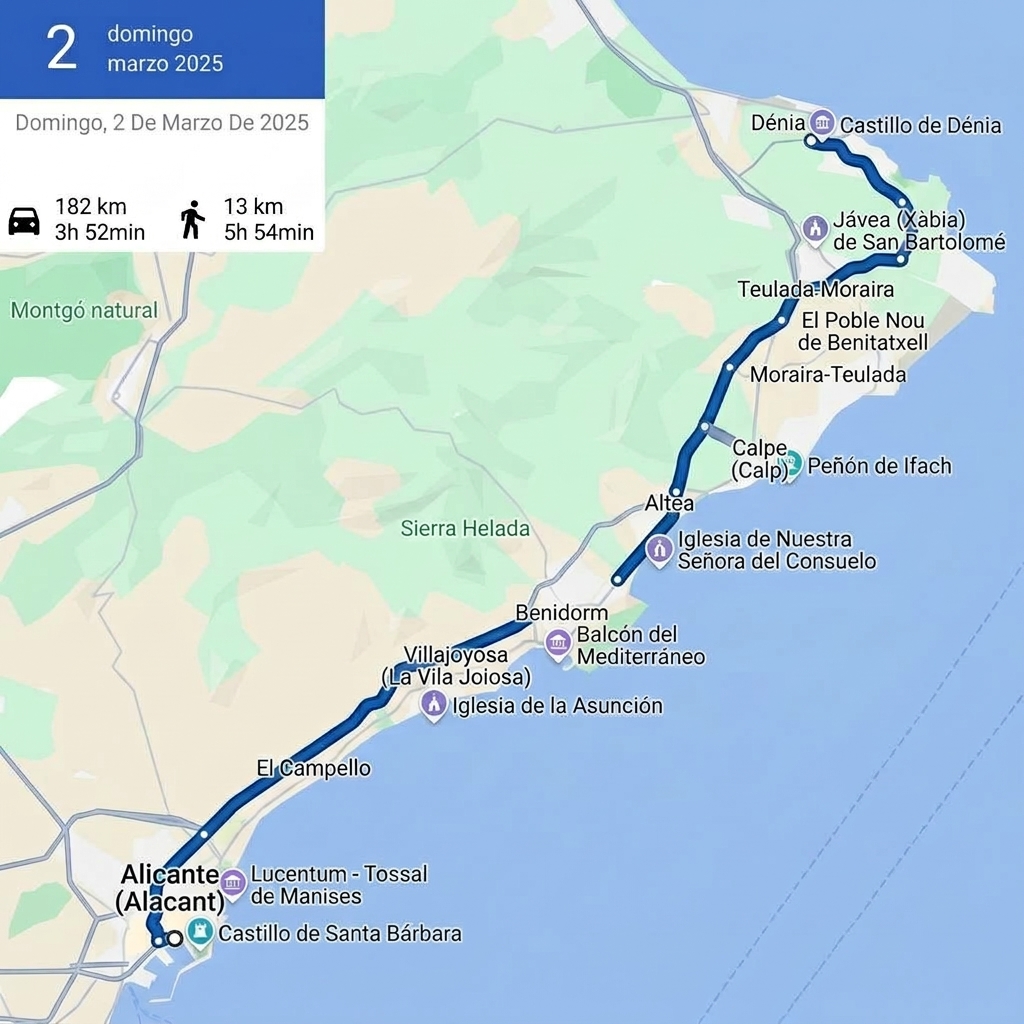 2
domingo
marzo 2025
Domingo, 2 De Marzo De 2025
182 km
3h 52min
13 km
5h 54min
Dénia
Castillo de Dénia
Jávea (Xàbia)
de San Bartolomé
Montgó natural
Teulada-Moraira
El Poble Nou
de Benitatxell
Moraira-Teulada
Calpe
(Calp)
Peñón de Ifach
Altea
Sierra Helada
Iglesia de Nuestra
Señora del Consuelo
Benidorm
Balcón del
Mediterráneo
Villajoyosa
(La Vila Joiosa)
Iglesia de la Asunción
El Campello
Alicante
(Alacant)
Lucentum - Tossal
de Manises
Castillo de Santa Bárbara